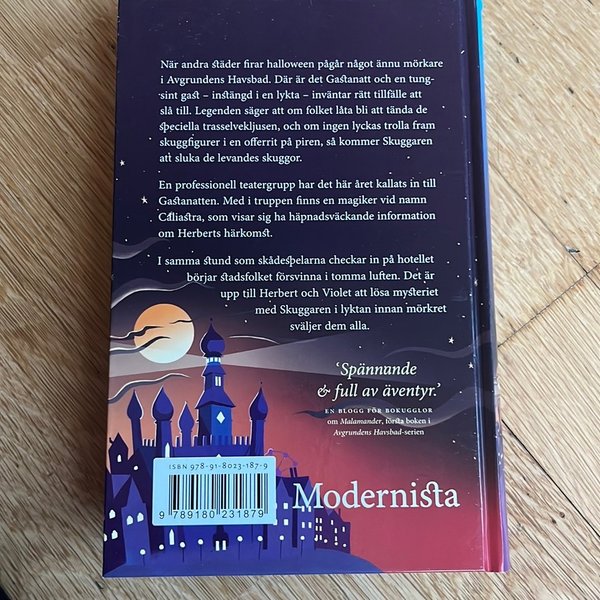 När andra städer firar halloween pågår något ännu mörkare
i Avgrundens Havsbad. Där är det Gastanatt och en tung-
sint gast – instängd i en lykta – inväntar rätt tillfälle att
slå till. Legenden säger att om folket låta bli att tända de
speciella trasselvekljusen, och om ingen lyckas trolla fram
skuggfigurer i en offerrit på piren, så kommer Skuggaren
att sluka de levandes skuggor.
En professionell teatergrupp har det här året kallats in till
Gastanatten. Med i truppen finns en magiker vid namn
Caliastra, som visar sig ha häpnadsväckande information
om Herberts härkomst.
I samma stund som skådespelarna checkar in på hotellet
börjar stadsfolket försvinna i tomma luften. Det är
upp till Herbert och Violet att lösa mysteriet
med Skuggaren i lyktan innan mörkret
sväljer dem alla.
‘Spännande
& full av äventyr.’
EN BLOGG FÖR BOKUGGLOR
om Malamander, första boken i
Avgrundens Havsbad-serien
ISBN 978-91-8023-187-9
9 789180 231879
Modernista